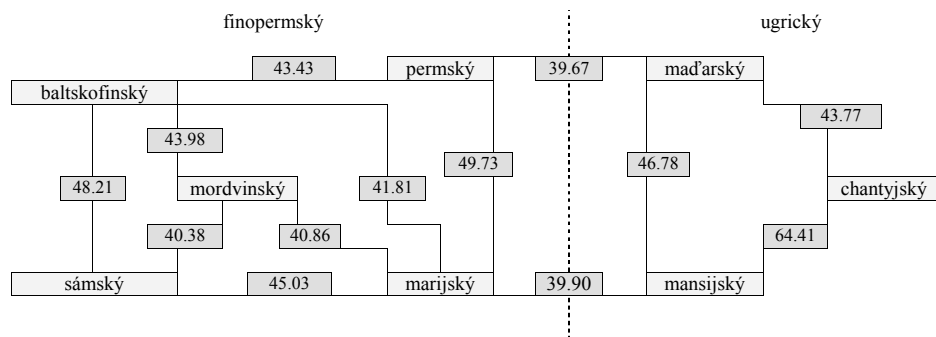 finopermský ugrický
43.43 permský 39.67 maďarský
baltskofinský
43.98 43.77
49.73 46.78
48.21 mordvinský 41.81 chantyjský
40.38 40.86 64.41
sámský 45.03 marijský 39.90 mansijský